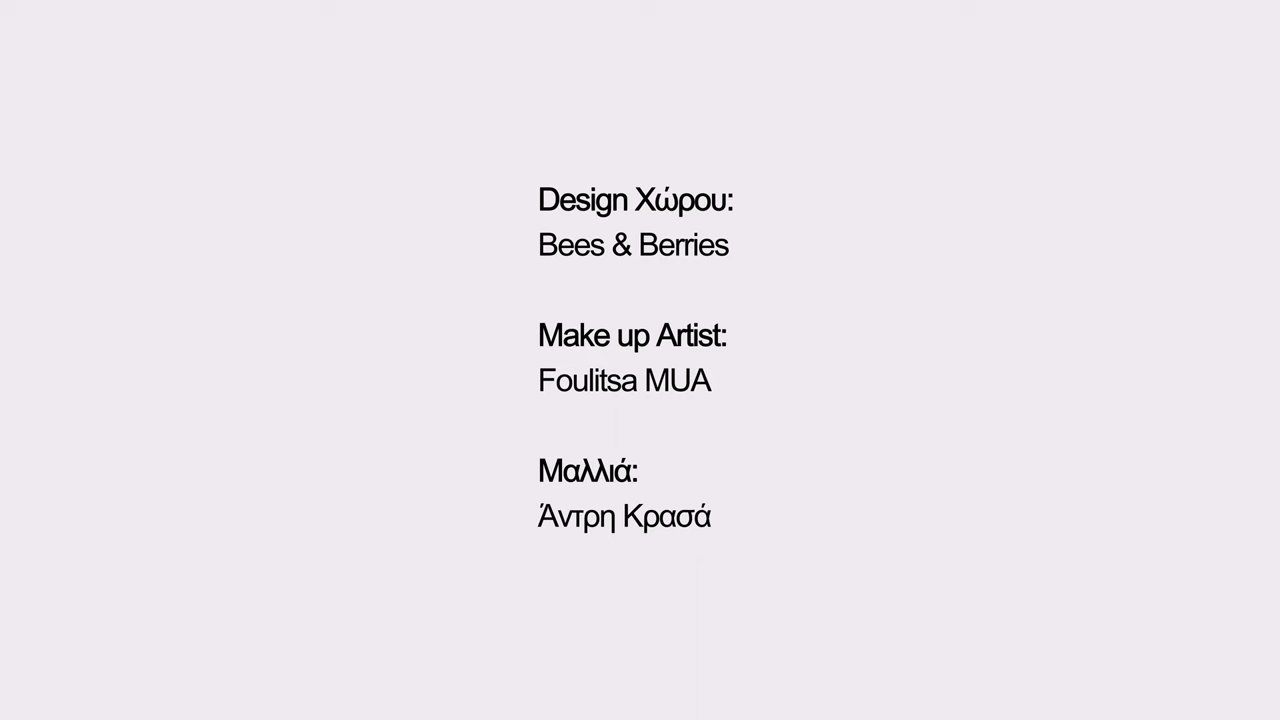 Design Χώρου:
Bees & Berries
Make up Artist:
Foulitsa MUA
Μαλλιά:
Άντρη Κρασά